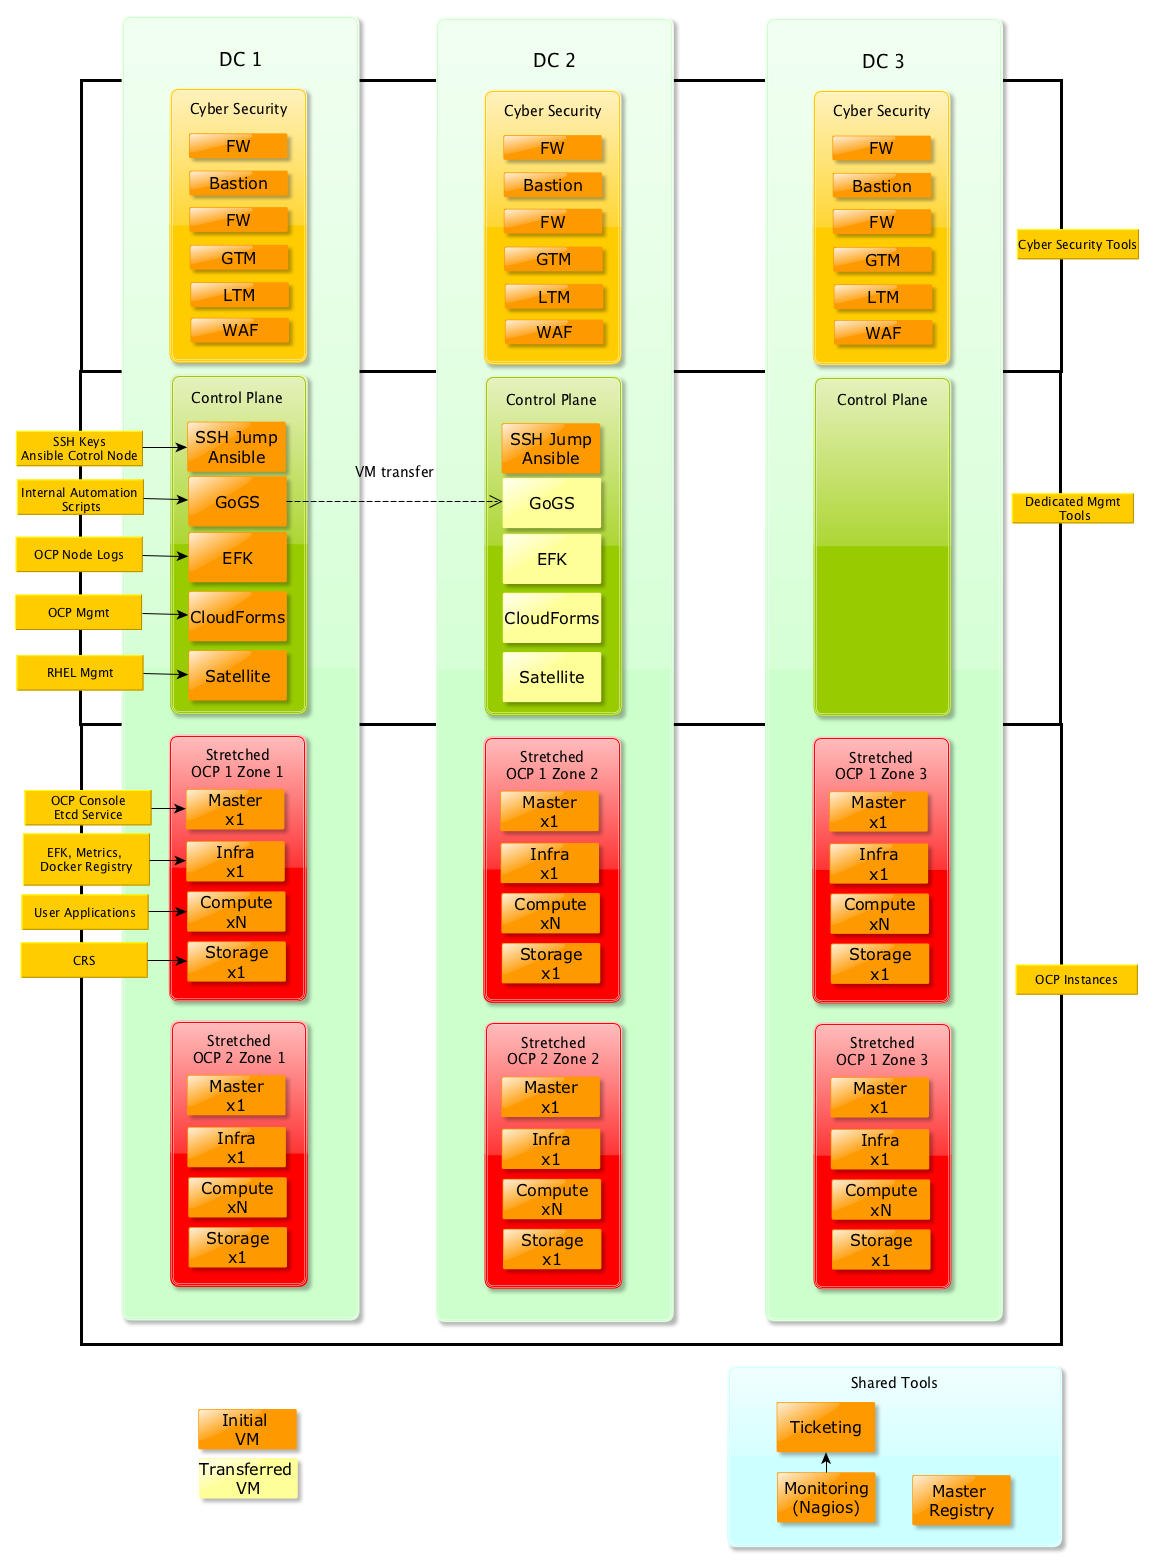 DC 1
DC 2
DC 3
Cyber Security
FW
Bastion
FW
GTM
LTM
WAF
Cyber Security
FW
Bastion
FW
GTM
LTM
WAF
Cyber Security
FW
Bastion
FW
GTM
LTM
WAF
Cyber Security Tools
SSH Keys
Ansible Cotrol Node
Internal Automation
Scripts
OCP Node Logs
OCP Mgmt
RHEL Mgmt
Control Plane
SSH Jump
Ansible
GoGS
EFK
CloudForms
Satellite
VM transfer
Control Plane
SSH Jump
Ansible
GoGS
EFK
CloudForms
Satellite
Control Plane
Dedicated Mgmt
Tools
OCP Console
Etcd Service
EFK, Metrics,
Docker Registry
User Applications
CRS
Stretched
OCP 1 Zone 1
Master
x1
Infra
x1
Compute
xN
Storage
x1
Stretched
OCP 1 Zone 2
Master
x1
Infra
x1
Compute
xN
Storage
x1
Stretched
OCP 1 Zone 3
Master
x1
Infra
x1
Compute
xN
Storage
x1
OCP Instances
Stretched
OCP 2 Zone 1
Master
x1
Infra
x1
Compute
xN
Storage
x1
Stretched
OCP 2 Zone 2
Master
x1
Infra
x1
Compute
xN
Storage
x1
Stretched
OCP 1 Zone 3
Master
x1
Infra
x1
Compute
xN
Storage
x1
Initial
VM
Transferred
VM
Shared Tools
Ticketing
Monitoring
(Nagios)
Master
Registry